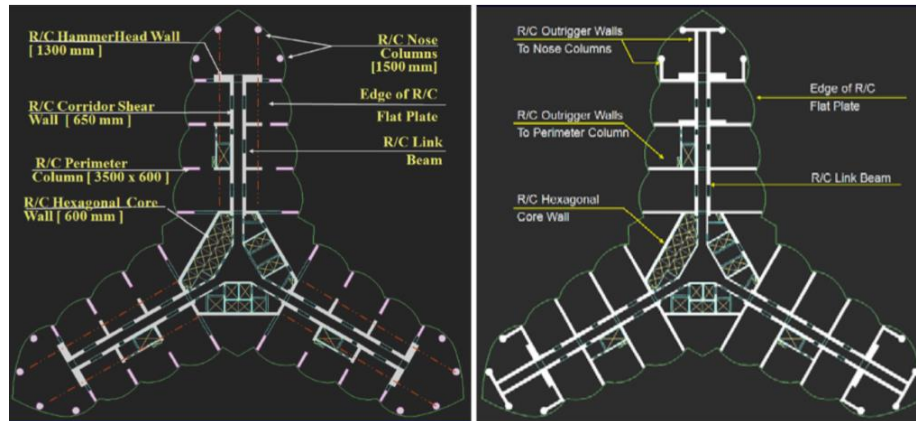 R/C HammerHead Wall
[ 1300 mm ]
R/C Nose
Columns
[1500 mm]
Edge of R/C
Flat Plate
R/C Corridor Shear
Wall [ 650 mm ]
R/C Link
Beam
R/C Perimeter
Column [ 3500 x 600 ]
R/C Hexagonal Core
Wall [ 600 mm ]
R/C Outrigger Walls
To Nose Columns
Edge of R/C
Flat Plate
R/C Outrigger Walls
To Perimeter Column
R/C Link Beam
R/C Hexagonal
Core Wall